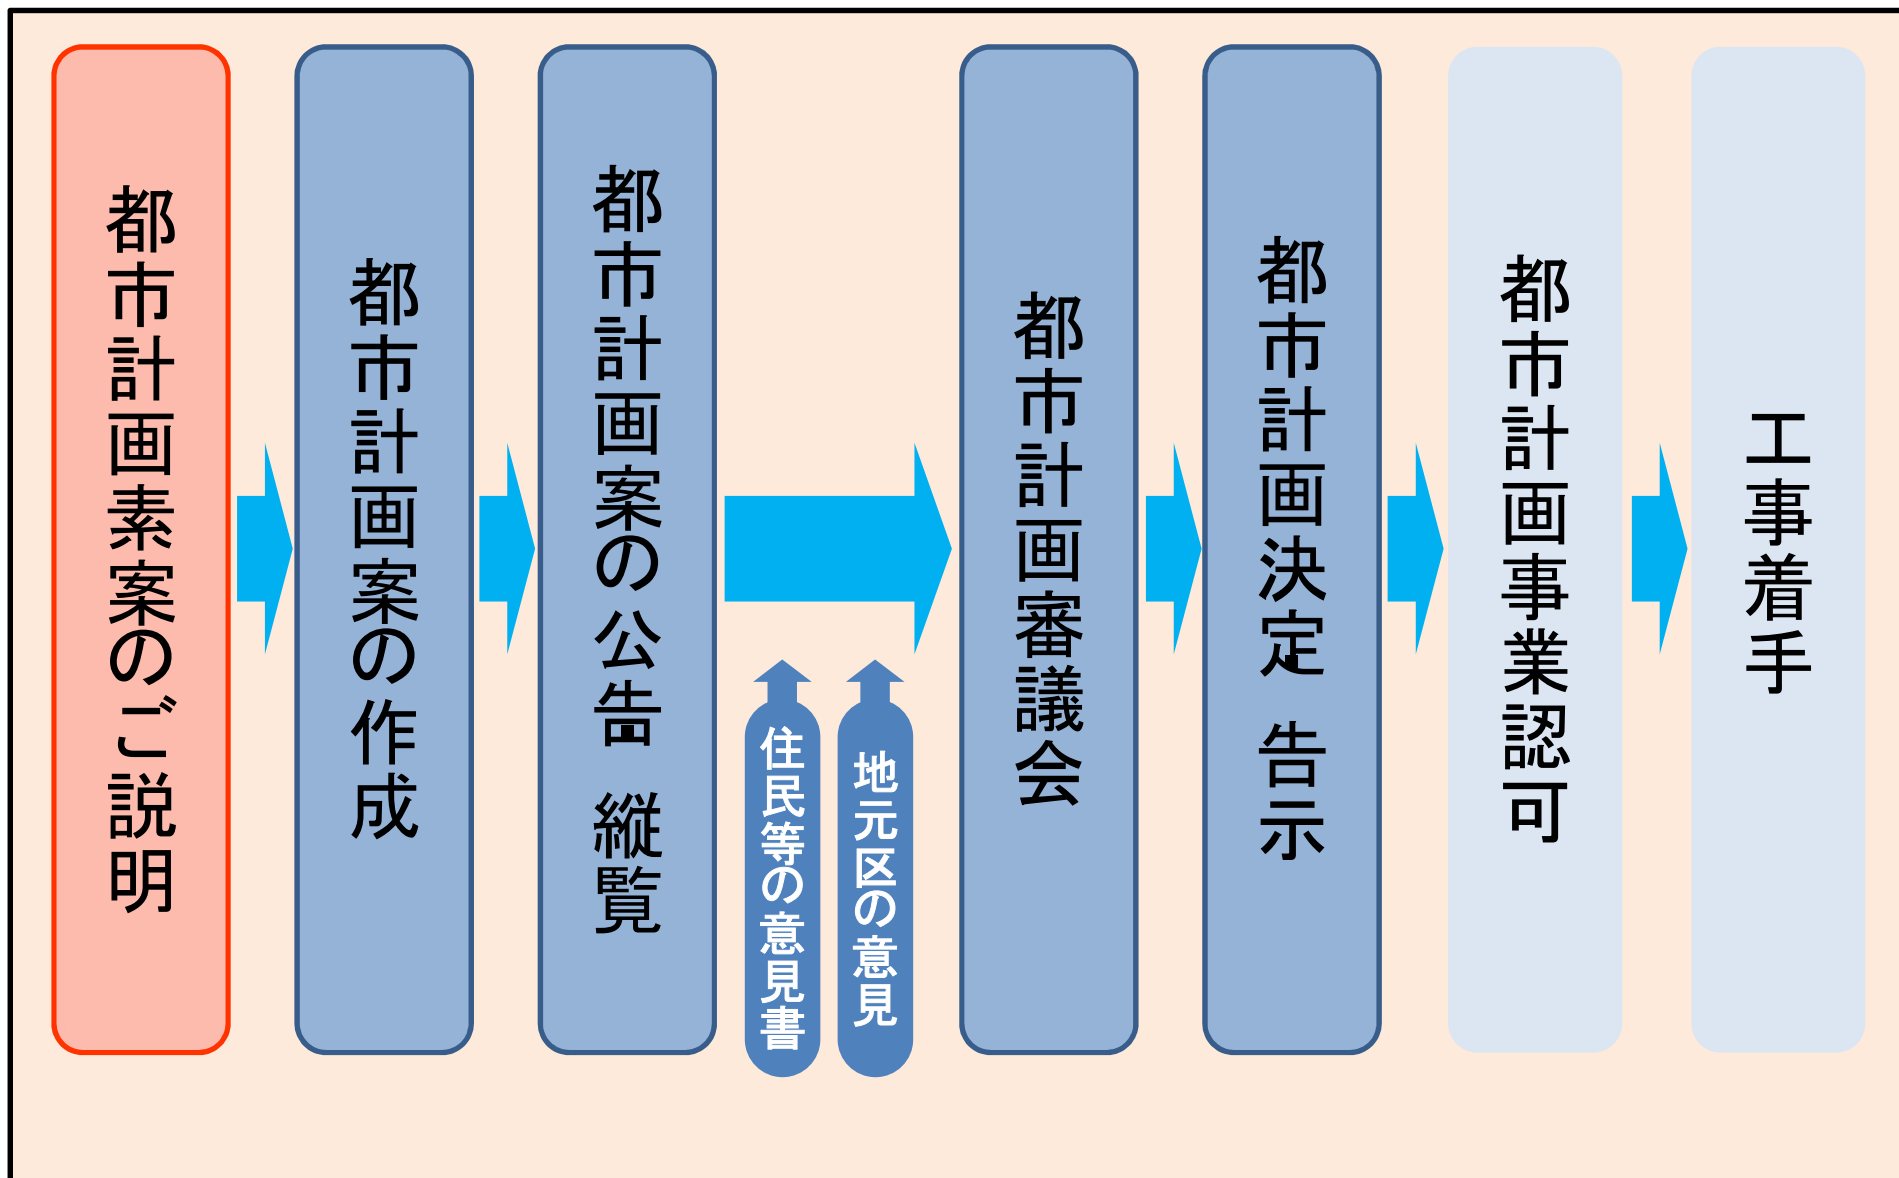 都市計画素案のご説明
都市計画案の作成
都市計画案の公告 縦覧
住民等の意見書
地元区の意見
都市計画審議会
都市計画決定 告示
都市計画事業認可
工事着手